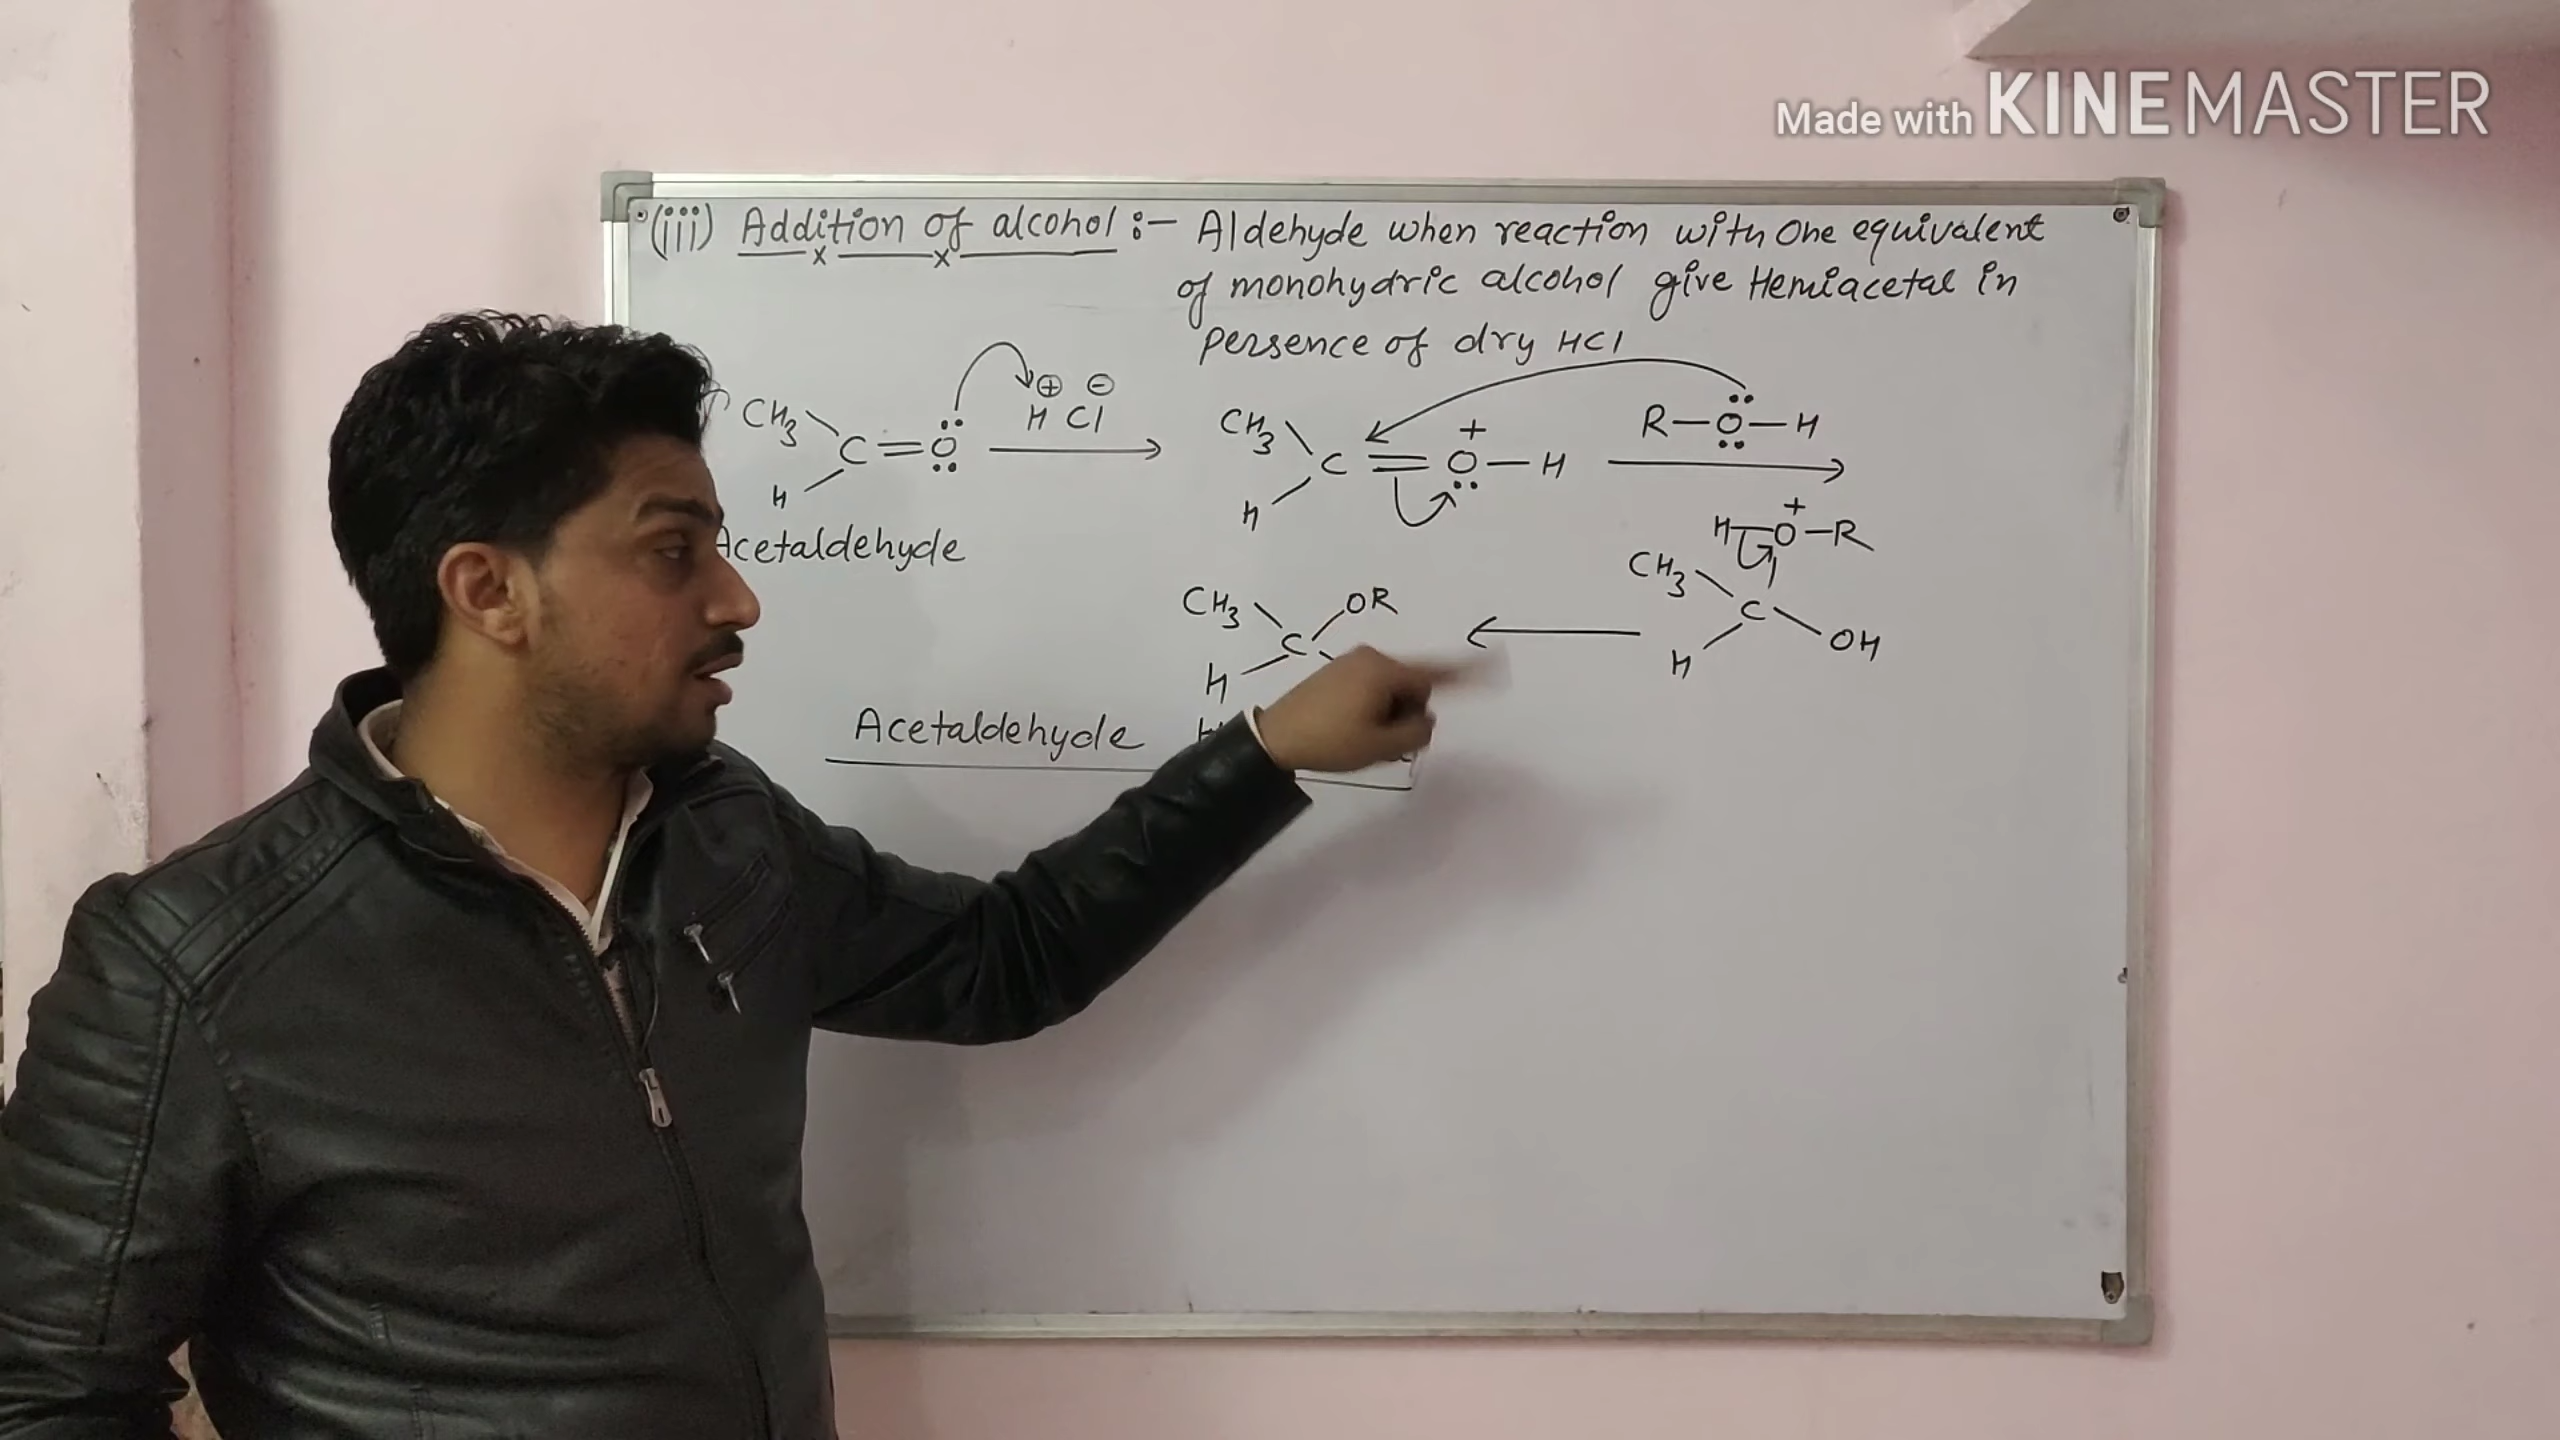 Made with KINEMASTER
(iii) Addition of alcohol :- Aldehyde when reaction with one equivalent
of monohydric alcohol give Hemiacetal in
persence of dry HCl
CH3 C=O H H⊕ Cl⊖
CH3 C=O+-H H
R-O-H
Acetaldehyde
H-O+-R CH3 C OH H
CH3 C OR H
Acetaldehyde